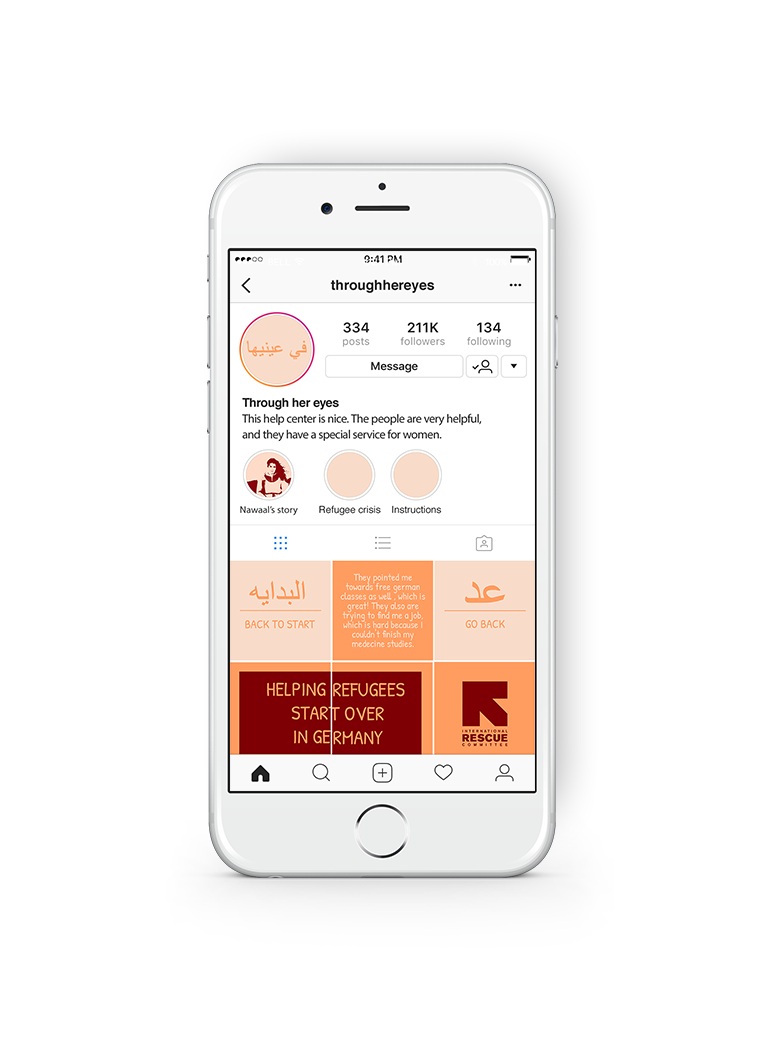 9:41 PM
throughhereyes
334
211K
134
posts
followers
following
في عينيها
Message
Through her eyes
This help center is nice. The people are very helpful,
and they have a special service for women.
Nawaal's story
Refugee crisis
Instructions
البدايه
BACK TO START
They pointed me
towards free german
classes as well , which is
great! They also are
trying to find me a job,
which is hard because I
couldn't finish my
medecine studies.
عد
GO BACK
HELPING REFUGEES
START OVER
IN GERMANY
INTERNATIONAL
RESCUE
COMMITTEE